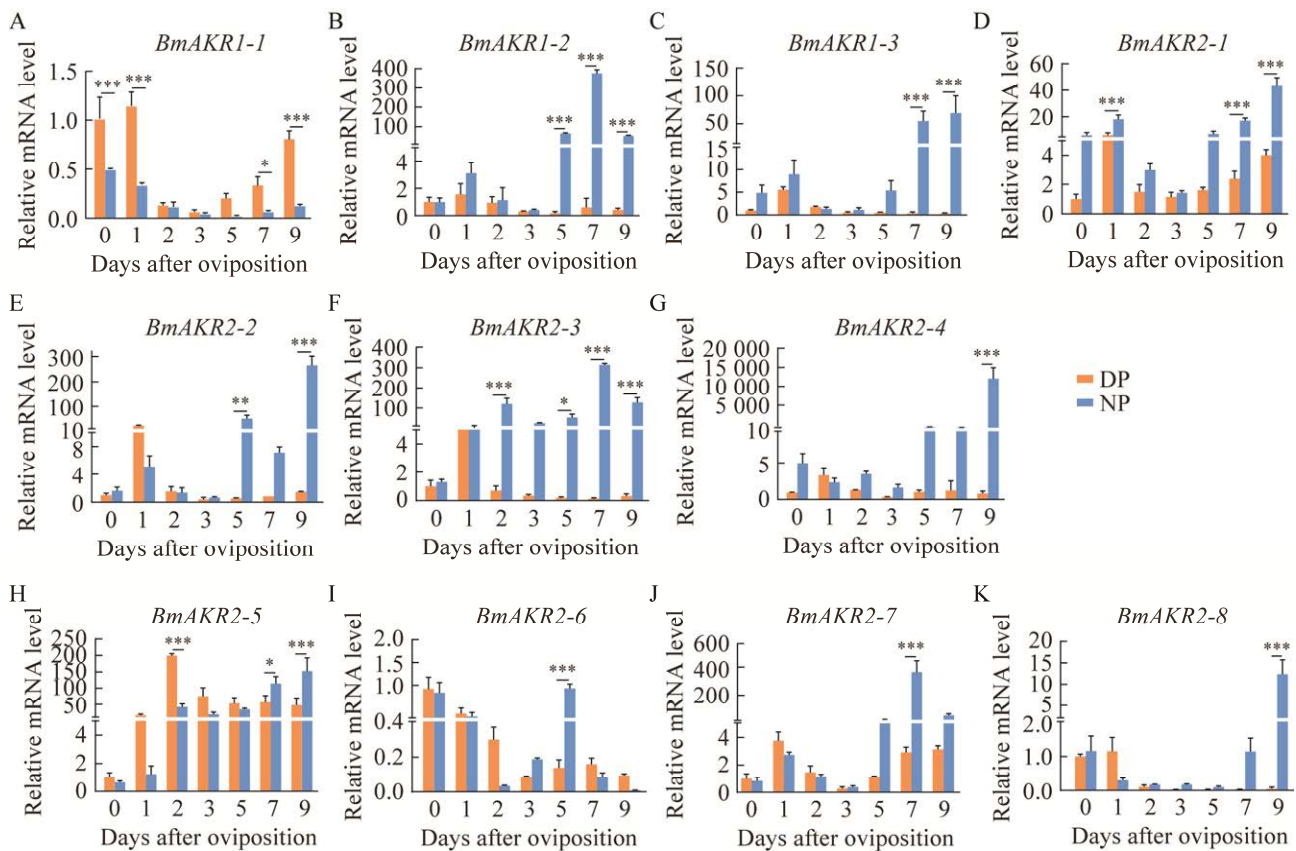 A
BmAKR1-1
Relative mRNA level
1.5
1.0
0.5
0.0
***
***
*
***
0 1 2 3 5 7 9
Days after oviposition
B
BmAKR1-2
Relative mRNA level
400
300
200
100
4
2
0
***
***
***
0 1 2 3 5 7 9
Days after oviposition
C
BmAKR1-3
Relative mRNA level
150
100
50
15
10
5
0
***
***
0 1 2 3 5 7 9
Days after oviposition
D
BmAKR2-1
Relative mRNA level
60
40
20
6
4
2
0
***
***
***
0 1 2 3 5 7 9
Days after oviposition
E
BmAKR2-2
Relative mRNA level
300
200
100
10
8
4
0
**
***
0 1 2 3 5 7 9
Days after oviposition
F
BmAKR2-3
Relative mRNA level
400
300
200
100
4
2
0
***
*
***
***
0 1 2 3 5 7 9
Days after oviposition
G
BmAKR2-4
Relative mRNA level
20 000
15 000
10 000
5 000
10
5
0
***
0 1 2 3 5 7 9
Days after oviposition
DP
NP
H
BmAKR2-5
Relative mRNA level
250
200
150
100
50
4
2
0
***
*
***
0 1 2 3 5 7 9
Days after oviposition
I
BmAKR2-6
Relative mRNA level
2.0
1.5
1.0
0.4
0.2
0.0
***
0 1 2 3 5 7 9
Days after oviposition
J
BmAKR2-7
Relative mRNA level
600
400
200
4
2
0
***
0 1 2 3 5 7 9
Days after oviposition
K
BmAKR2-8
Relative mRNA level
20
15
10
5
2.0
1.0
0.0
***
0 1 2 3 5 7 9
Days after oviposition